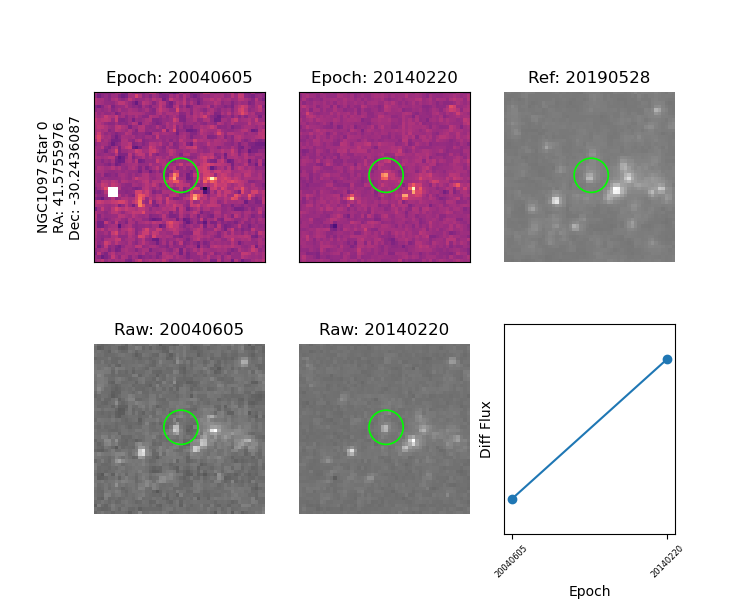 Epoch: 20040605
Epoch: 20140220
Ref: 20190528
NGC1097 Star 0
RA: 41.5755976
Dec: -30.2436087
Raw: 20040605
Raw: 20140220
Diff Flux
20040605
20140220
Epoch